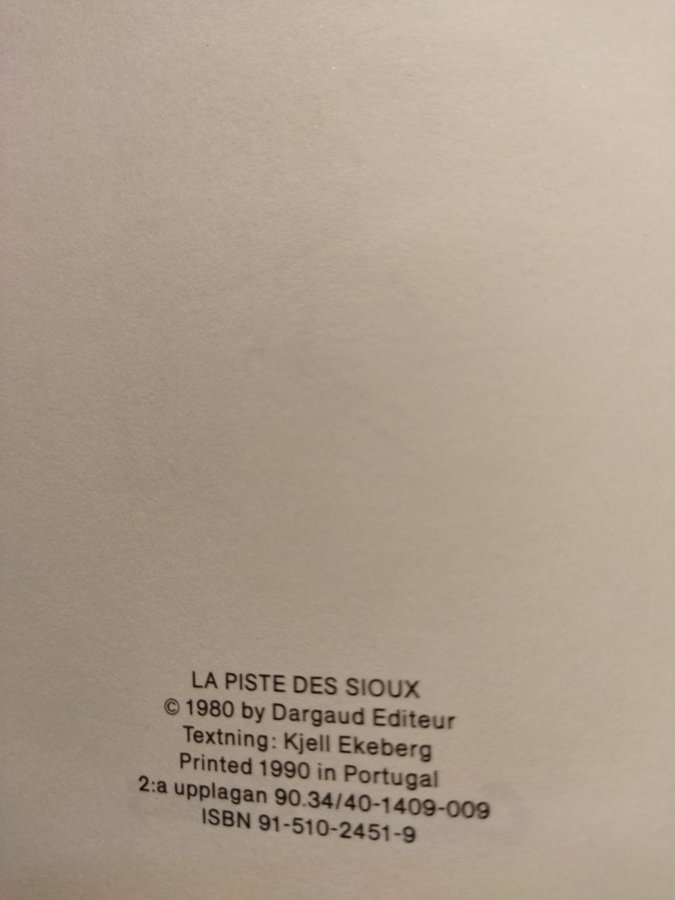 LA PISTE DES SIOUX
© 1980 by Dargaud Editeur
Textning: Kjell Ekeberg
Printed 1990 in Portugal
2:a upplagan 90.34/40-1409-009
ISBN 91-510-2451-9